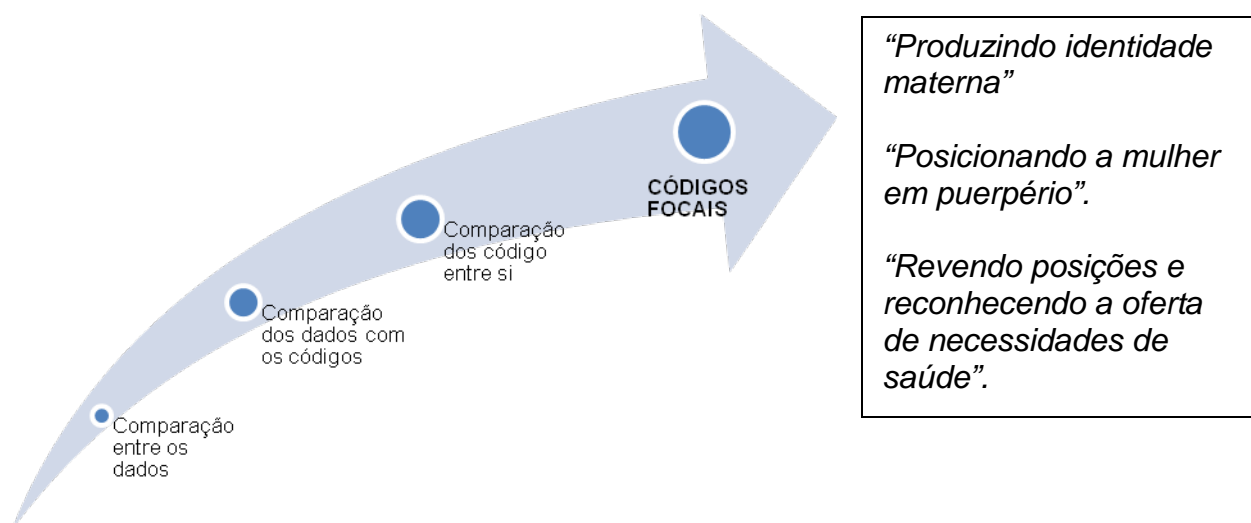 “Produzindo identidade
materna”
“Posicionando a mulher
em puerpério”.
“Revendo posições e
reconhecendo a oferta
de necessidades de
saúde”.
CÓDIGOS
FOCAIS
Comparação
dos código
entre si
Comparação
dos dados com
os códigos
Comparação
entre os
dados